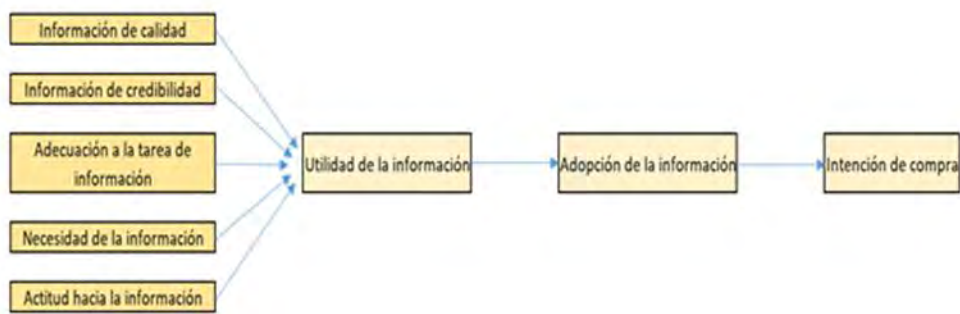 Información de calidad
Información de credibilidad
Adecuación a la tarea de
información
Necesidad de la información
Actitud hacia la información
Utilidad de la información
Adopción de la información
Intención de compra